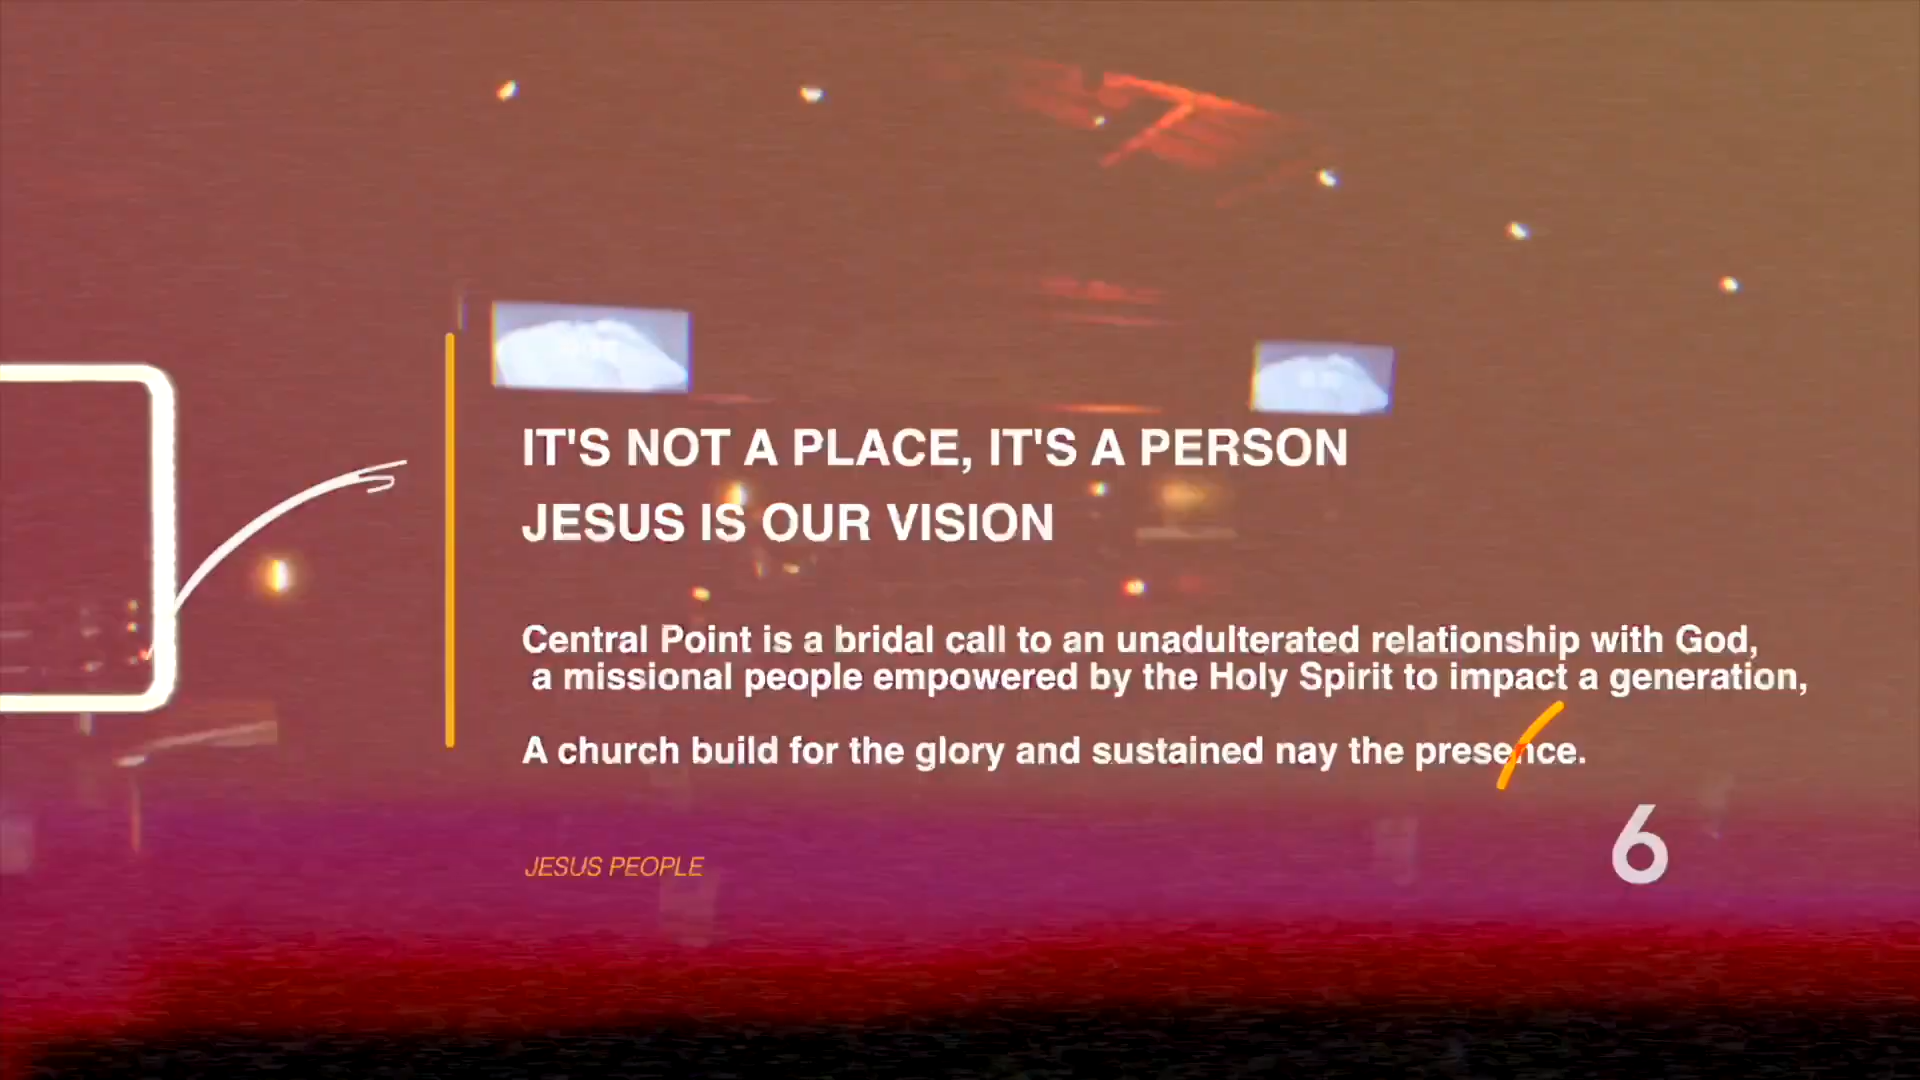 IT'S NOT A PLACE, IT'S A PERSON
JESUS IS OUR VISION
Central Point is a bridal call to an unadulterated relationship with God,
a missional people empowered by the Holy Spirit to impact a generation,
A church build for the glory and sustained nay the presence.
JESUS PEOPLE
6